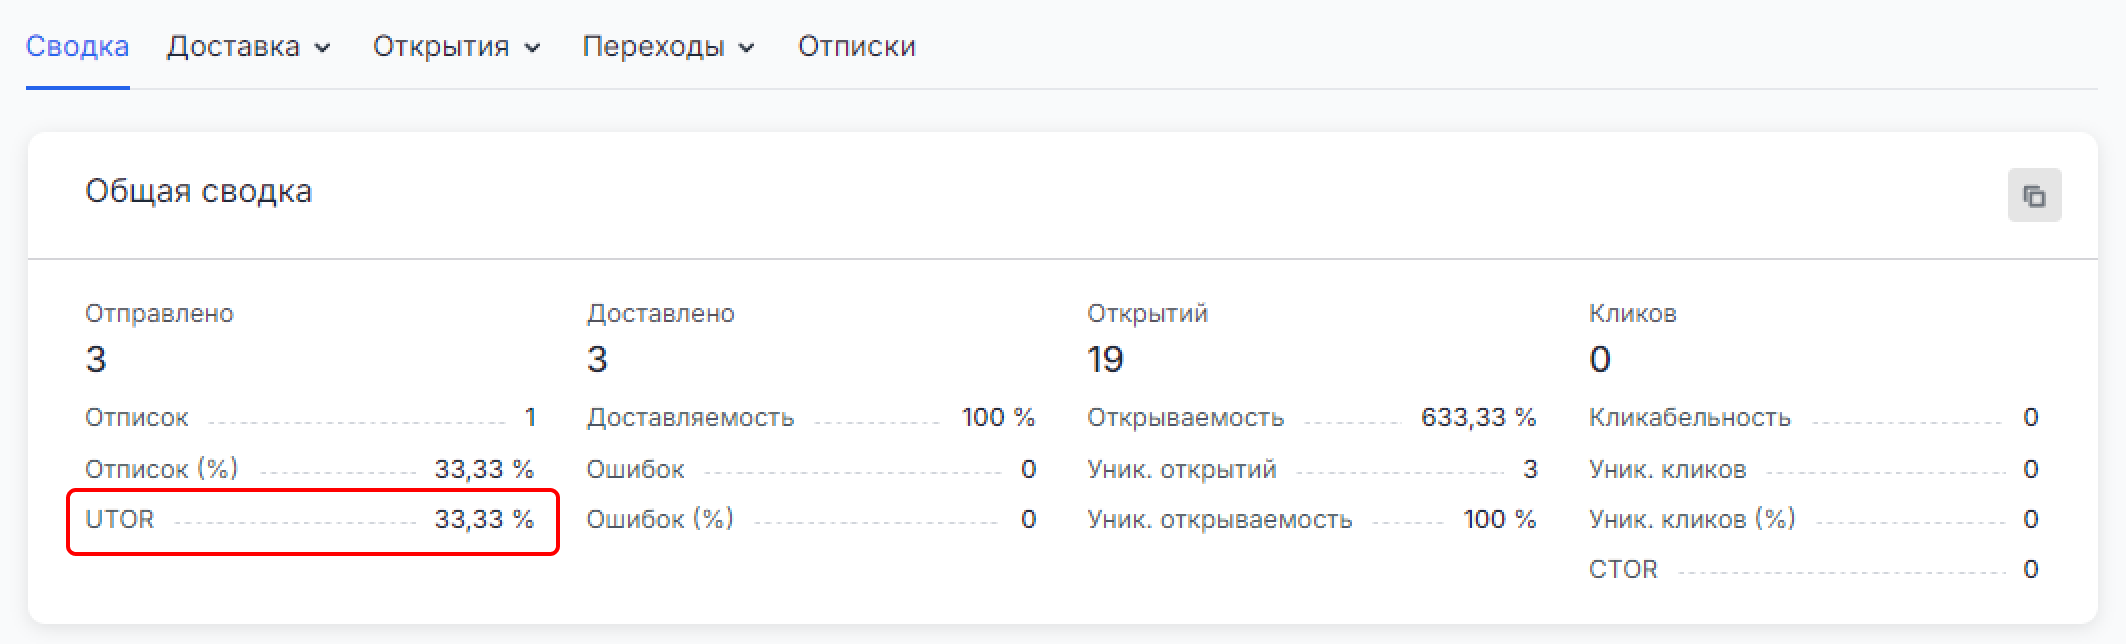 Сводка Доставка Открытия Переходы Отписки
Общая сводка
Отправлено
3
Отписок 1
Отписок (%) 33,33 %
UTOR 33,33 %
Доставлено
3
Доставляемость 100 %
Ошибок 0
Ошибок (%) 0
Открытий
19
Открываемость 633,33 %
Уник. открытий 3
Уник. открываемость 100 %
Кликов
0
Кликабельность 0
Уник. кликов 0
Уник. кликов (%) 0
CTOR 0